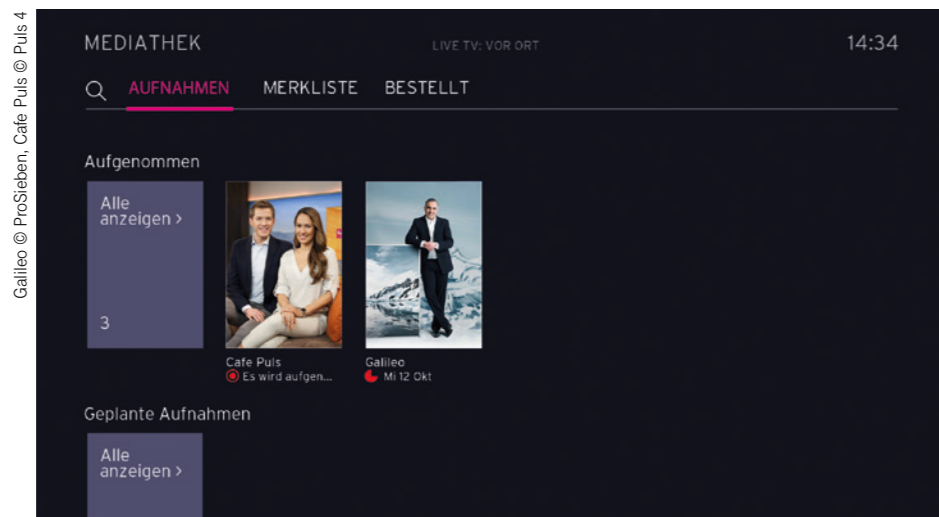 Galileo © ProSieben, Cafe Puls © Puls 4
MEDIATHEK
LIVE TV: VOR ORT
14:34
AUFNAHMEN MERKLISTE BESTELLT
Aufgenommen
Alle
anzeigen >
3
Cafe Puls
Es wird aufgen...
Galileo
Mi 12 Okt
Geplante Aufnahmen
Alle
anzeigen >